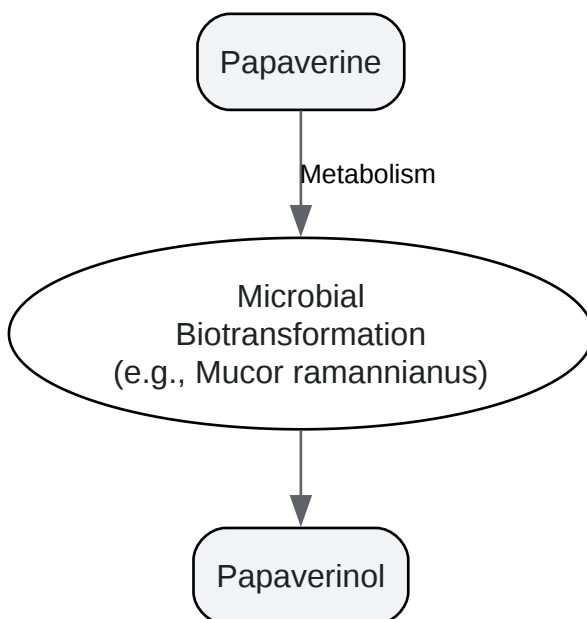 Papaverine
Metabolism
Microbial
Biotransformation
(e.g., Mucor ramannianus)
Papaverinol